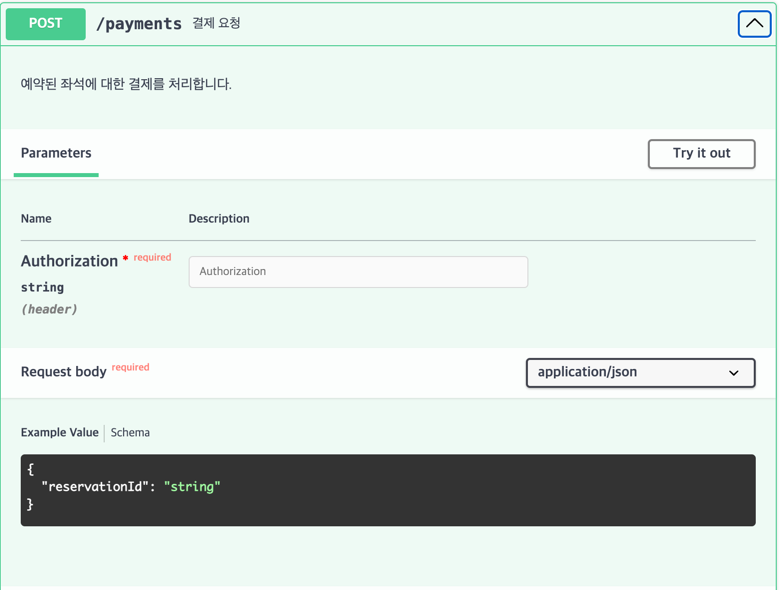 POST /payments 결제 요청
예약된 좌석에 대한 결제를 처리합니다.
Parameters Try it out
Name Description
Authorization * required
Authorization
string
(header)
Request body required application/json
Example Value Schema
{
"reservationId": "string"
}